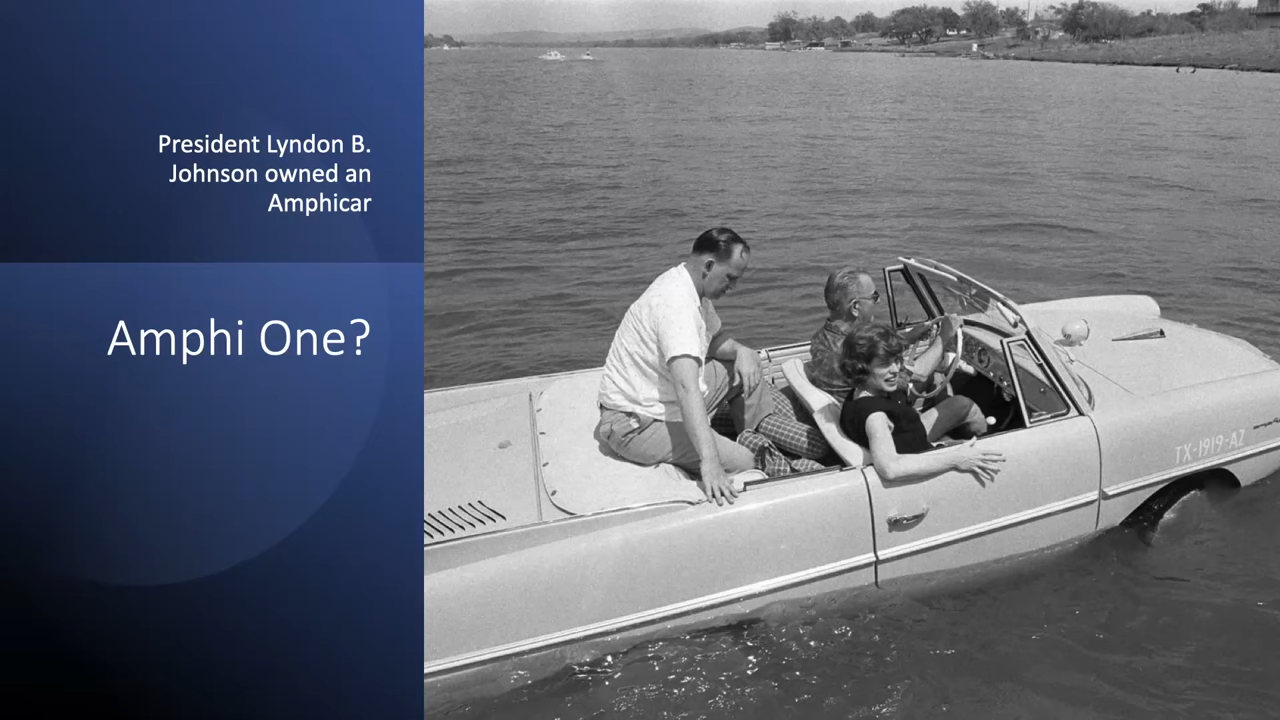 President Lyndon B.
Johnson owned an
Amphicar
Amphi One?
TX-1919-AZ